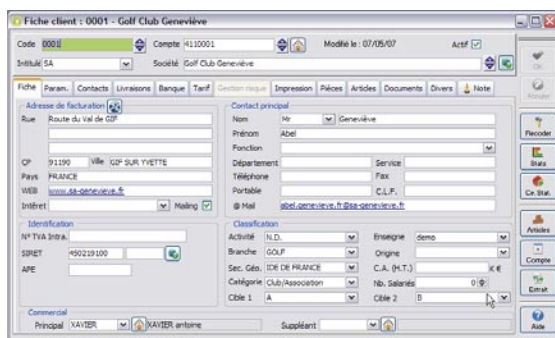 Fiche client : 0001 - Golf Club Geneviève
Code 0001 Compte 4110001 Modifié le : 07/05/07 Actif
Intitulé SA Société Golf Club Geneviève
OK
Fiche Param. Contacts Livraisons Banque Tarif Gestion risque Impression Pièces Articles Documents Divers Note
Adresse de facturation Contact principal
Rue Route du Val de GIF Nom Mr Geneviève
Prénom Abel
Fonction
CP 91190 Ville GIF SUR YVETTE Département Service
Pays FRANCE Téléphone Fax
WEB www.sa-genevieve.fr Portable C.L.F.
Intéret Mailing @ Mail abel.genevieve.fr@sa-genevieve.fr
Identification Classification
N° TVA Intra. Activité N.D. Enseigne demo
SIRET 450219100 Branche GOLF Origine
APE Sec. Géo. IDE DE FRANCE C.A. (H.T.) K €
Catégorie Club/Association Nb. Salariés 0
Cible 1 A Cible 2 B
Commercial
Principal XAVIER XAVIER antoine Suppléant
Recoder
Stats
Ce. Stat.
Articles
Compte
Extrait
Aide